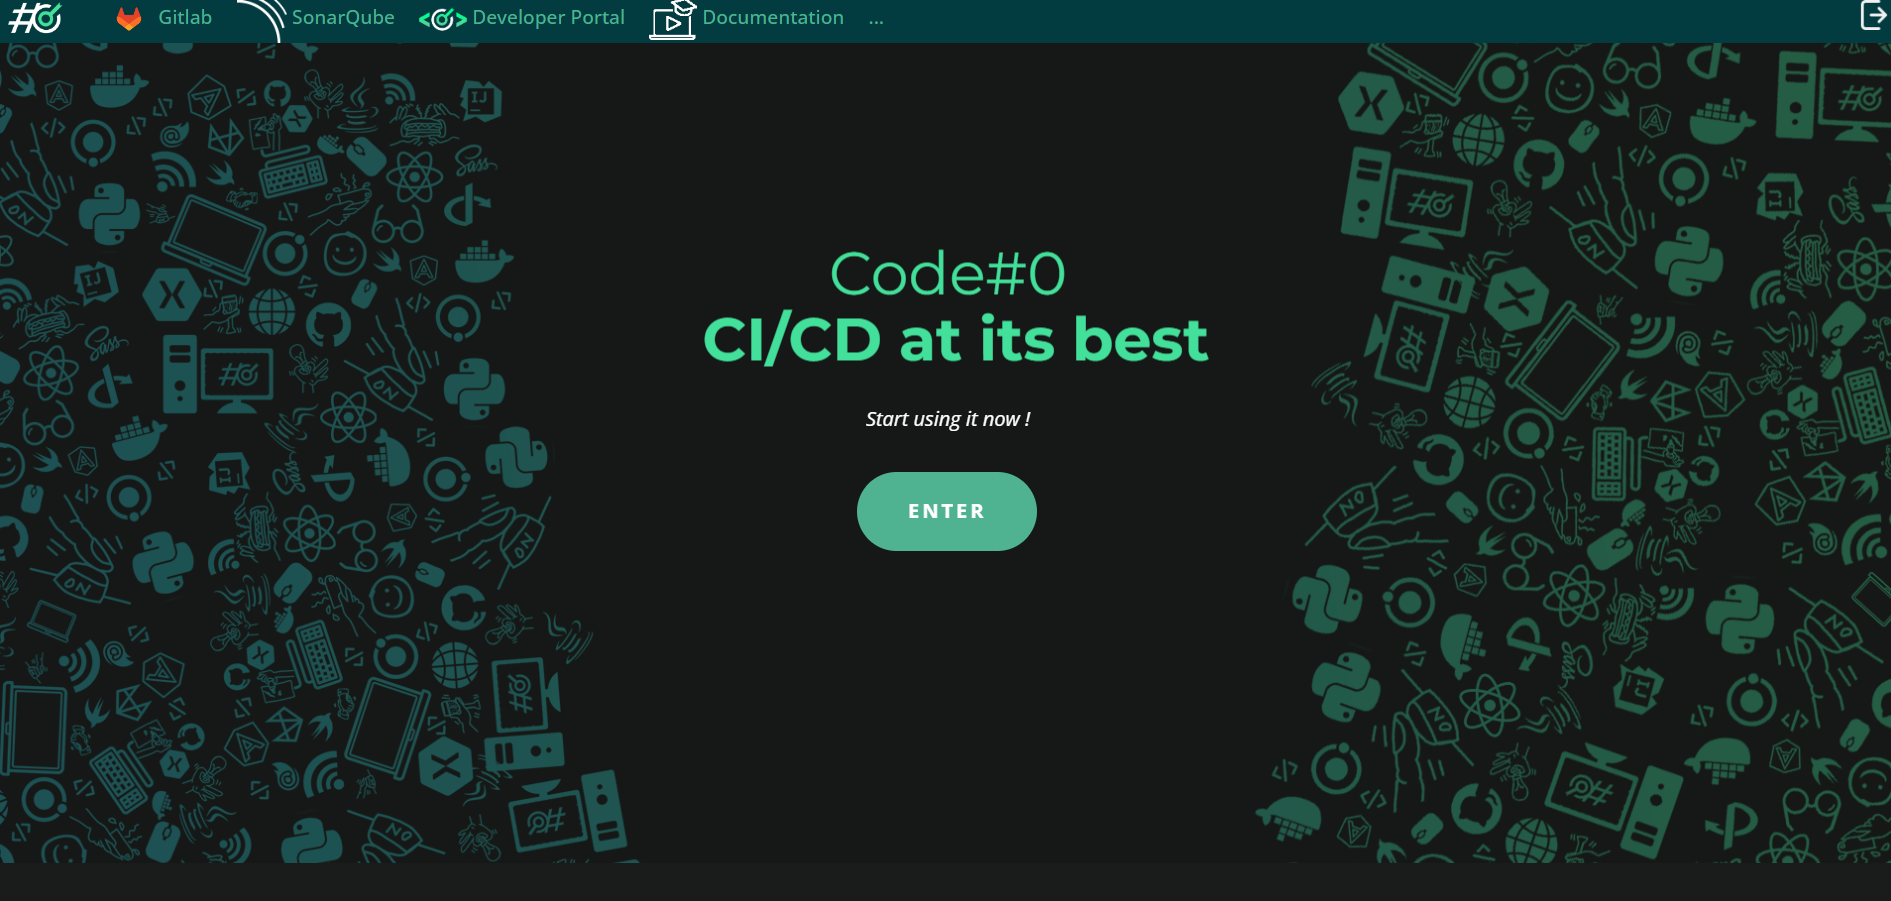 Gitlab SonarQube Developer Portal Documentation ...
Code#0
CI/CD at its best
Start using it now !
ENTER